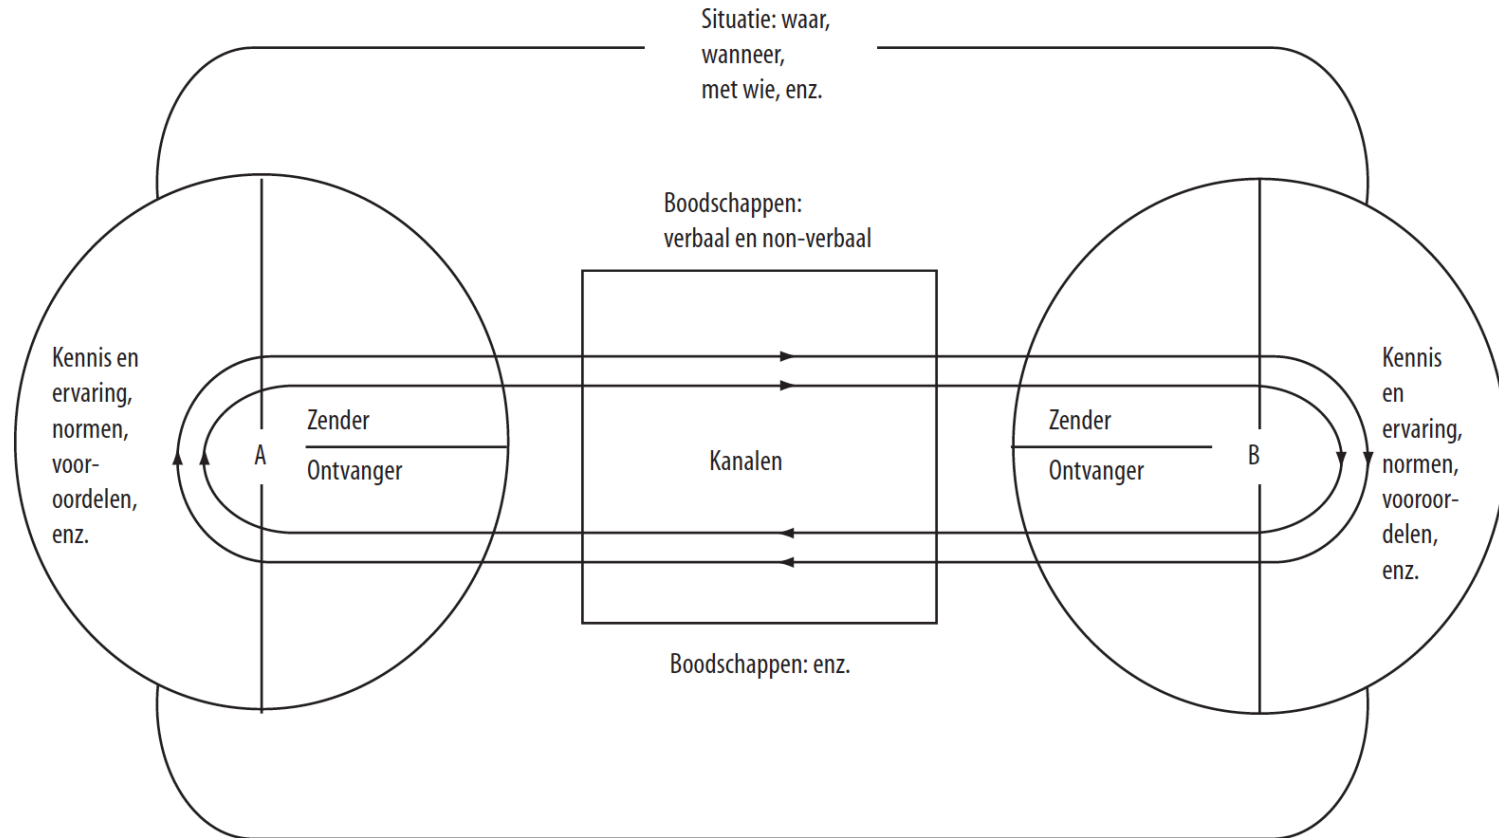 Situatie: waar,
wanneer,
met wie, enz.
Boodschappen:
verbaal en non-verbaal
Kennis en
ervaring,
normen,
voor-
oordelen,
enz.
A
Zender
Ontvanger
Kanalen
Zender
Ontvanger
B
Kennis
en
ervaring,
normen,
vooroor-
delen,
enz.
Boodschappen: enz.